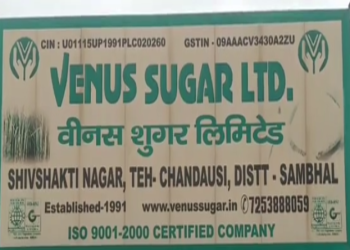 CIN : U01115UP1991PLC020260 GSTIN - 09AAACV3430A2ZU
VENUS SUGAR LTD.
वीनस शुगर लिमिटेड
SHIVSHAKTI NAGAR, TEH- CHANDAUSI, DISTT - SAMBHAL
Established-1991 www.venussugar.in 7253888059
ISO 9001-2000 CERTIFIED COMPANY